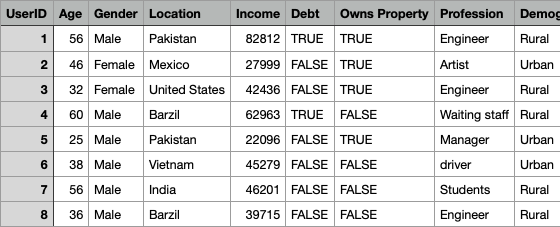 UserID Age Gender Location Income Debt Owns Property Profession Demog
1 56 Male Pakistan 82812 TRUE TRUE Engineer Rural
2 46 Female Mexico 27999 FALSE TRUE Artist Urban
3 32 Female United States 42436 FALSE TRUE Engineer Rural
4 60 Male Barzil 62963 TRUE FALSE Waiting staff Rural
5 25 Male Pakistan 22096 FALSE TRUE Manager Urban
6 38 Male Vietnam 45279 FALSE FALSE driver Urban
7 56 Male India 46201 FALSE FALSE Students Rural
8 36 Male Barzil 39715 FALSE FALSE Engineer Rural